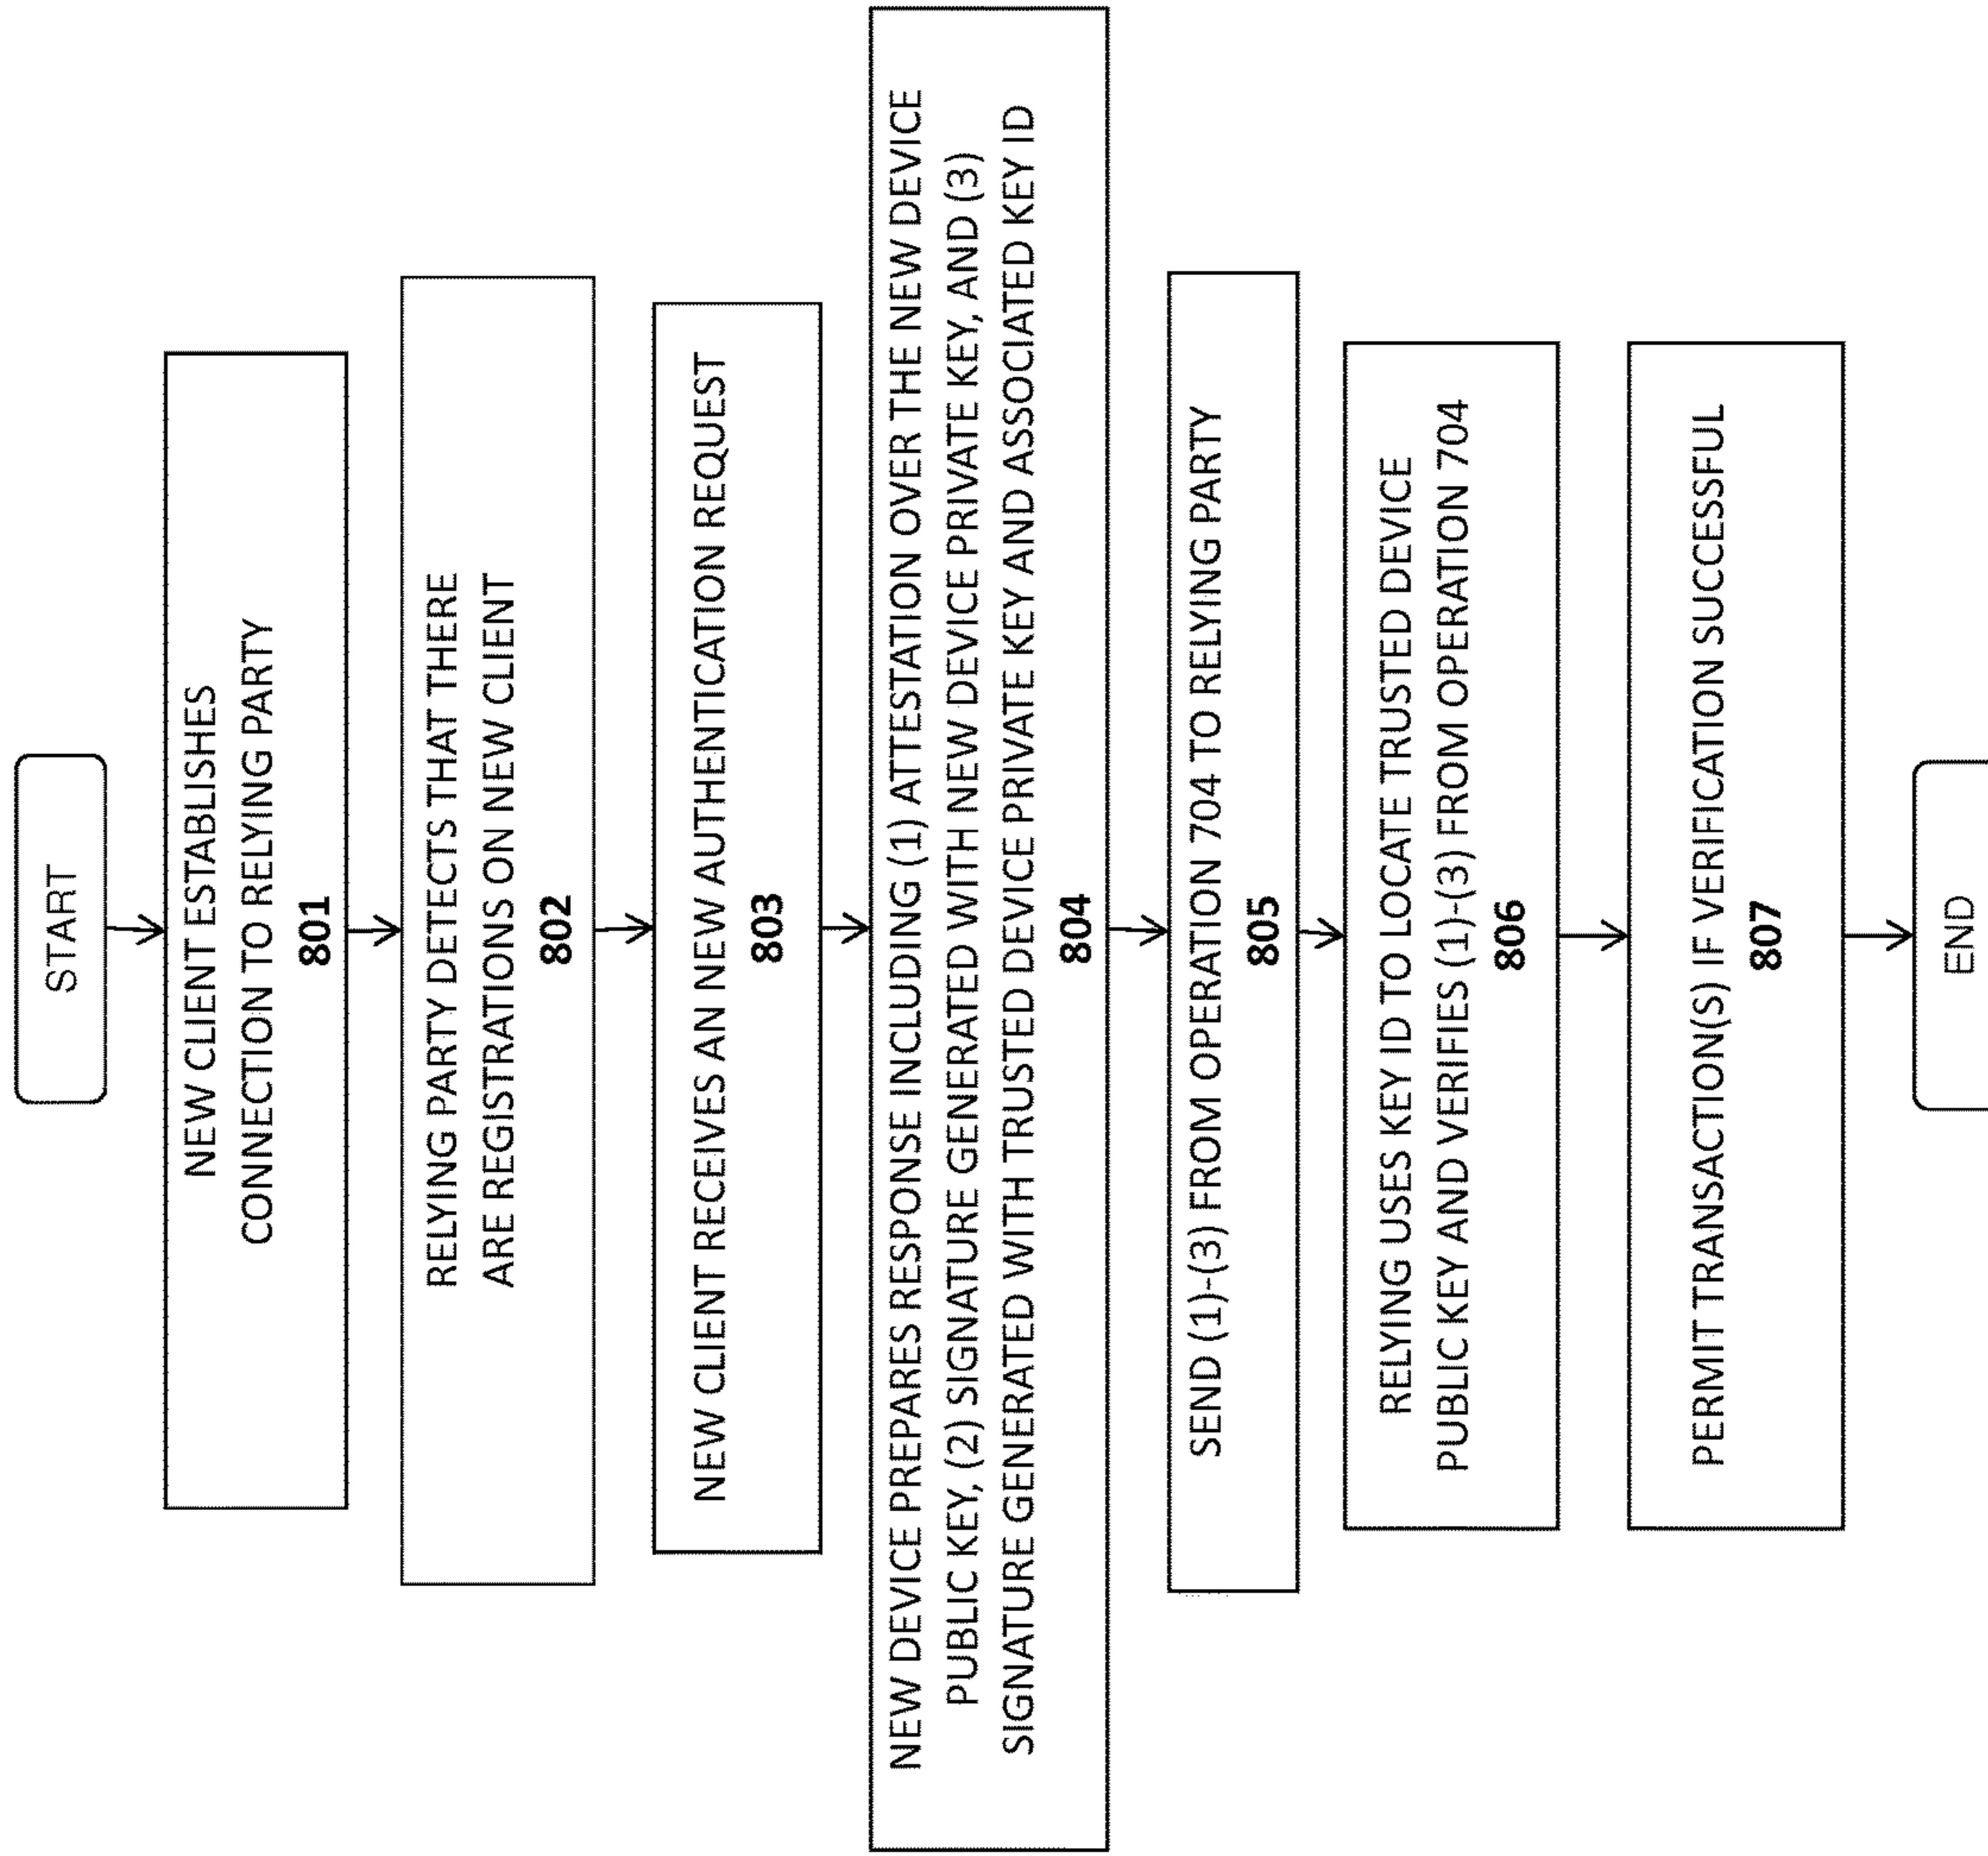 START
NEW CLIENT ESTABLISHES
CONNECTION TO RELYING PARTY
801
RELYING PARTY DETECTS THAT THERE
ARE REGISTRATIONS ON NEW CLIENT
802
NEW CLIENT RECEIVES AN NEW AUTHENTICATION REQUEST
803
NEW DEVICE PREPARES RESPONSE INCLUDING (1) ATTESTATION OVER THE NEW DEVICE
PUBLIC KEY, (2) SIGNATURE GENERATED WITH NEW DEVICE PRIVATE KEY, AND (3)
SIGNATURE GENERATED WITH TRUSTED DEVICE PRIVATE KEY AND ASSOCIATED KEY ID
804
SEND (1)-(3) FROM OPERATION 704 TO RELYING PARTY
805
RELYING USES KEY ID TO LOCATE TRUSTED DEVICE
PUBLIC KEY AND VERIFIES (1)-(3) FROM OPERATION 704
806
PERMIT TRANSACTION(S) IF VERIFICATION SUCCESSFUL
807
END